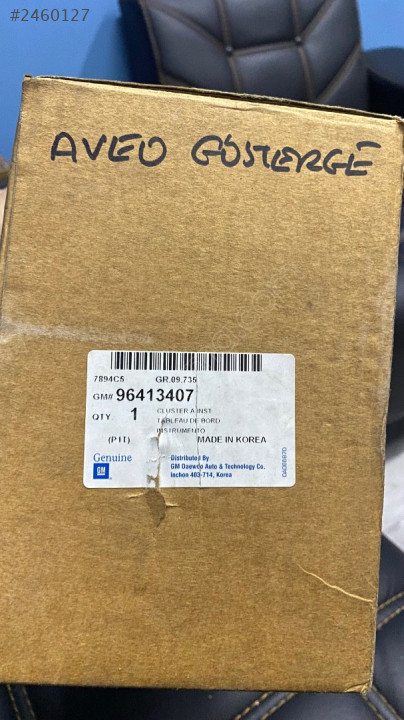 #2460127
AVEO GÖSTERGE
7894C5 GR.09.735
GM# 96413407
QTY 1 CLUSTER A.INST
TABLEAU DE BORD
INSTRUMENTO
(P1T) MADE IN KOREA
Genuine Distributed By
GM GM Daewoo Auto & Technology Co.
Inchon 403-714, Korea